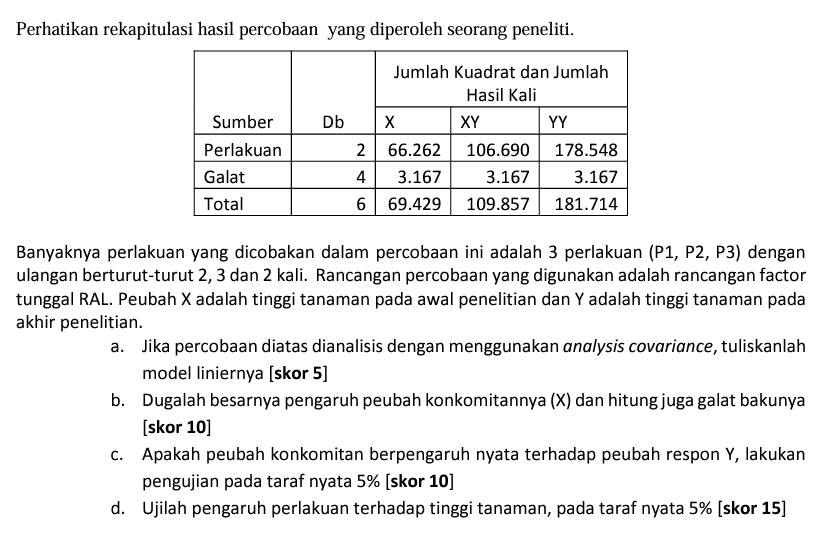 Perhatikan rekapitulasi hasil percobaan  yang diperoleh seorang peneliti.
Jumlah Kuadrat dan Jumlah
Hasil Kali
Sumber Db X XY YY
Perlakuan 2 66.262 106.690 178.548
Galat 4 3.167 3.167 3.167
Total 6 69.429 109.857 181.714
Banyaknya perlakuan yang dicobakan dalam percobaan ini adalah 3 perlakuan (P1, P2, P3) dengan
ulangan berturut-turut 2, 3 dan 2 kali.  Rancangan percobaan yang digunakan adalah rancangan factor
tunggal RAL. Peubah X adalah tinggi tanaman pada awal penelitian dan Y adalah tinggi tanaman pada
akhir penelitian.
a. Jika percobaan diatas dianalisis dengan menggunakan analysis covariance, tuliskanlah
model liniernya [skor 5]
b. Dugalah besarnya pengaruh peubah konkomitannya (X) dan hitung juga galat bakunya
[skor 10]
c. Apakah peubah konkomitan berpengaruh nyata terhadap peubah respon Y, lakukan
pengujian pada taraf nyata 5% [skor 10]
d. Ujilah pengaruh perlakuan terhadap tinggi tanaman, pada taraf nyata 5% [skor 15]